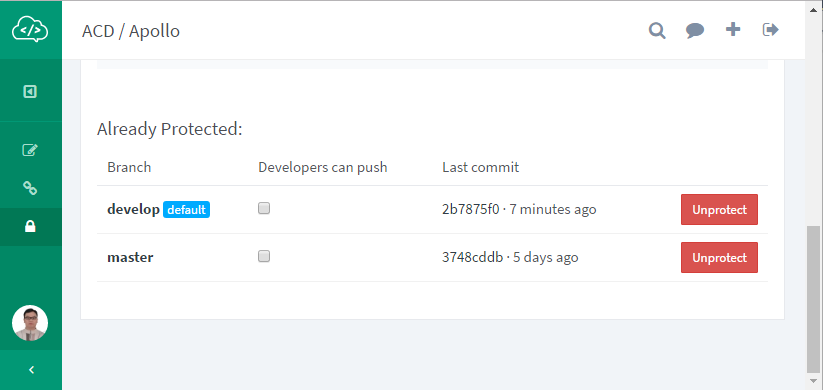 ACD / Apollo
Already Protected:
Branch Developers can push Last commit
develop default 2b7875f0 · 7 minutes ago Unprotect
master 3748cddb · 5 days ago Unprotect